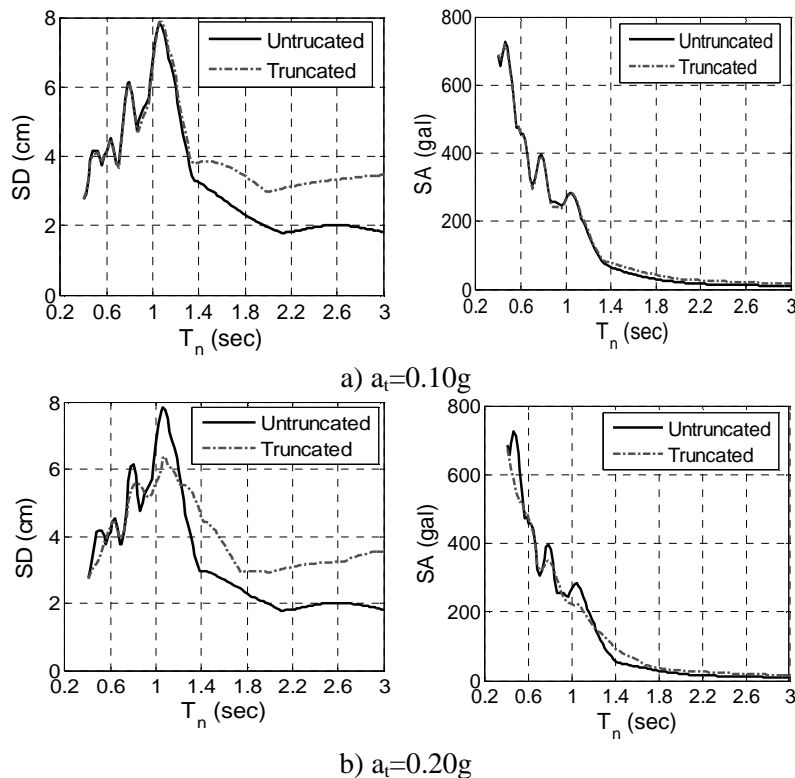 8
6
4
2
0
SD (cm)
0.2 0.6 1 1.4 1.8 2.2 2.6 3
T_n (sec)
Untrucated
Truncated
800
600
400
200
0
SA (gal)
0.2 0.6 1 1.4 1.8 2.2 2.6 3
T_n (sec)
Untrucated
Truncated
a) a_t=0.10g
8
6
4
2
0
SD (cm)
0.2 0.6 1 1.4 1.8 2.2 2.6 3
T_n (sec)
Untruncated
Truncated
800
600
400
200
0
SA (gal)
0.2 0.6 1 1.4 1.8 2.2 2.6 3
T_n (sec)
Untruncated
Truncated
b) a_t=0.20g